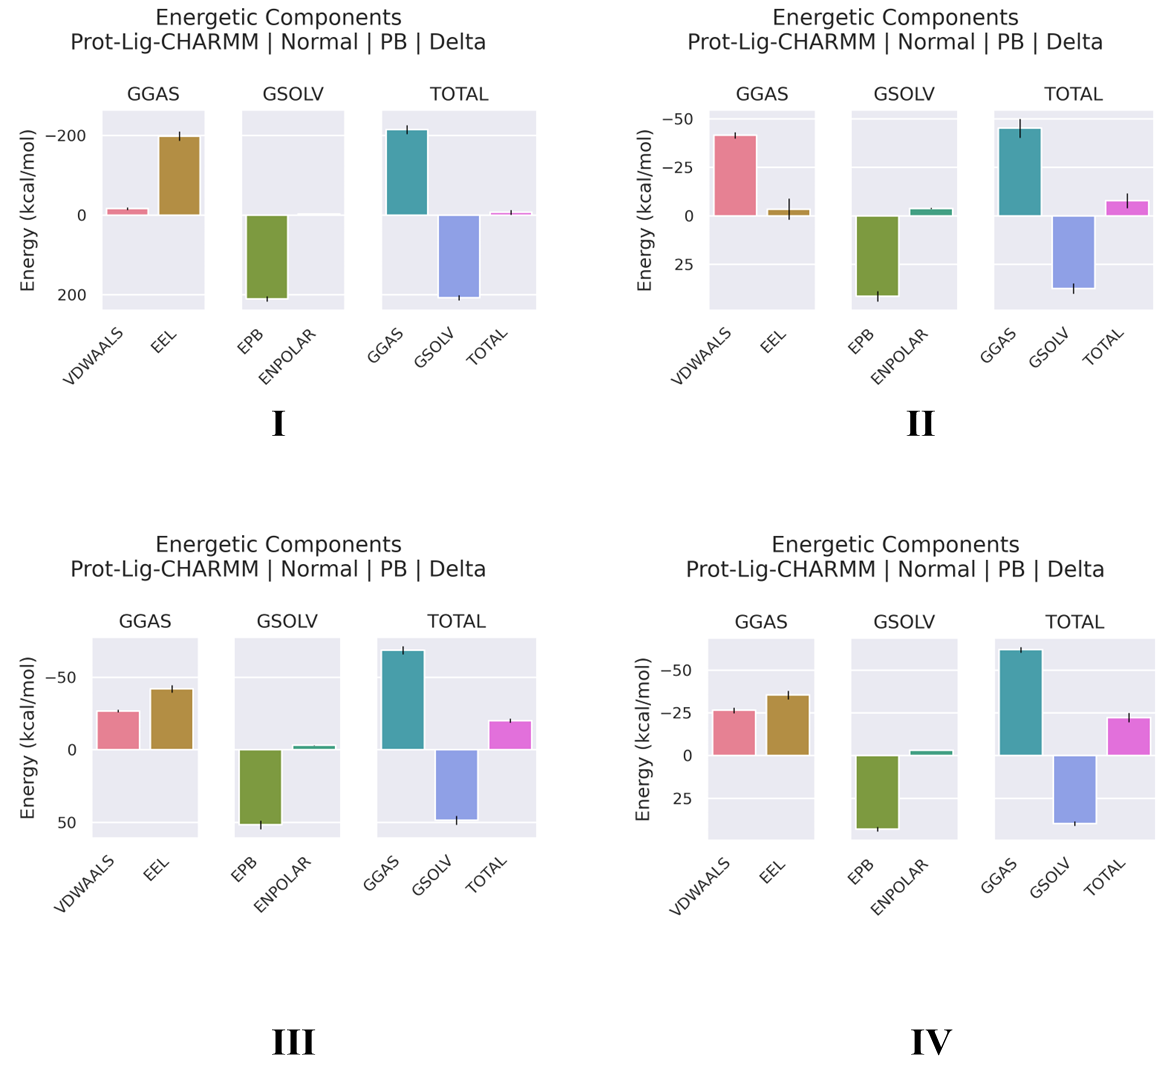 Energetic Components
Prot-Lig-CHARMM | Normal | PB | Delta
GGAS GSOLV TOTAL
Energy (kcal/mol)
−200
0
200
VDWAALS EEL EPB ENPOLAR GGAS GSOLV TOTAL
I
Energetic Components
Prot-Lig-CHARMM | Normal | PB | Delta
GGAS GSOLV TOTAL
Energy (kcal/mol)
−50
−25
0
25
VDWAALS EEL EPB ENPOLAR GGAS GSOLV TOTAL
II
Energetic Components
Prot-Lig-CHARMM | Normal | PB | Delta
GGAS GSOLV TOTAL
Energy (kcal/mol)
−50
0
50
VDWAALS EEL EPB ENPOLAR GGAS GSOLV TOTAL
III
Energetic Components
Prot-Lig-CHARMM | Normal | PB | Delta
GGAS GSOLV TOTAL
Energy (kcal/mol)
−50
−25
0
25
VDWAALS EEL EPB ENPOLAR GGAS GSOLV TOTAL
IV